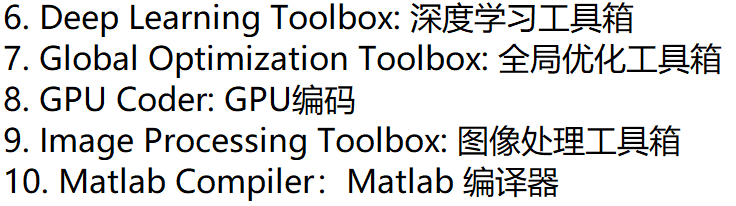 6. Deep Learning Toolbox: 深度学习工具箱
7. Global Optimization Toolbox: 全局优化工具箱
8. GPU Coder: GPU编码
9. Image Processing Toolbox: 图像处理工具箱
10. Matlab Compiler：Matlab 编译器